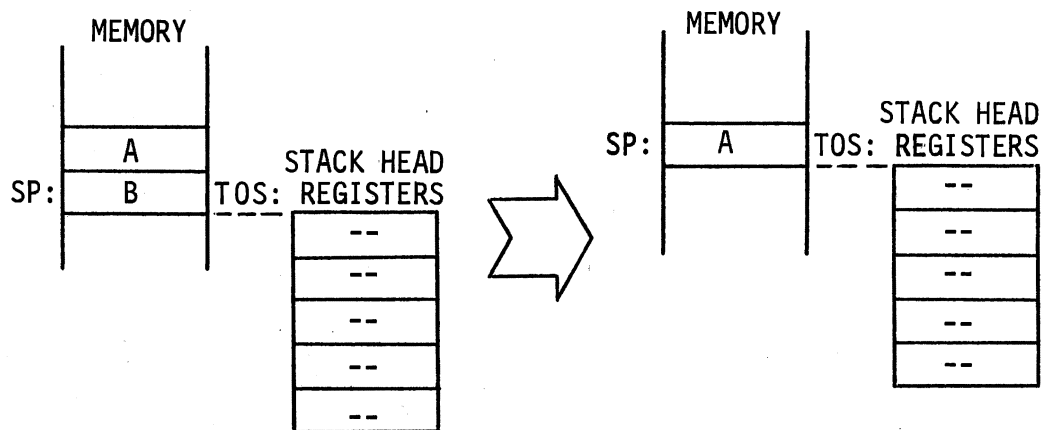 MEMORY
A
SP: B TOS:
STACK HEAD
REGISTERS
--
--
--
--
--
MEMORY
SP: A TOS:
STACK HEAD
REGISTERS
--
--
--
--
--